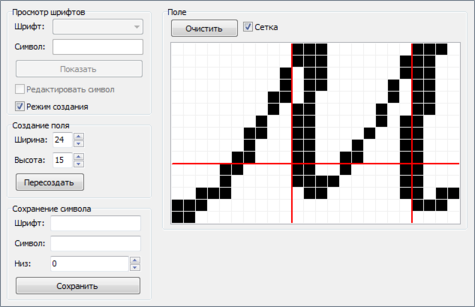 Просмотр шрифтов
Шрифт:
Символ:
Показать
Редактировать символ
Режим создания
Создание поля
Ширина: 24
Высота: 15
Пересоздать
Сохранение символа
Шрифт:
Символ:
Низ: 0
Сохранить
Поле
Очистить
Сетка